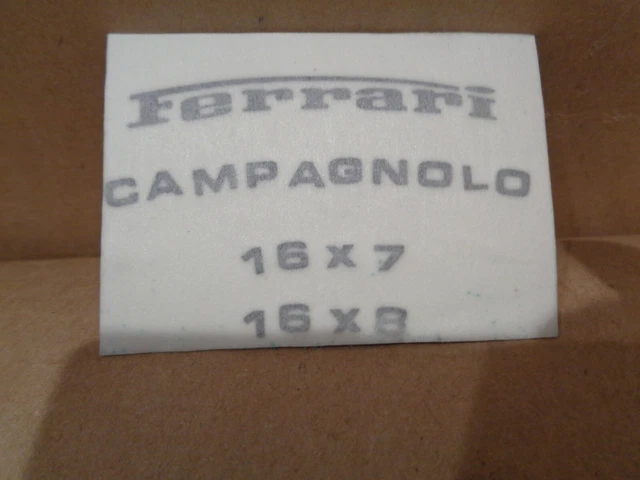 Ferrari
CAMPAGNOLO
16 x 7
16 x 8